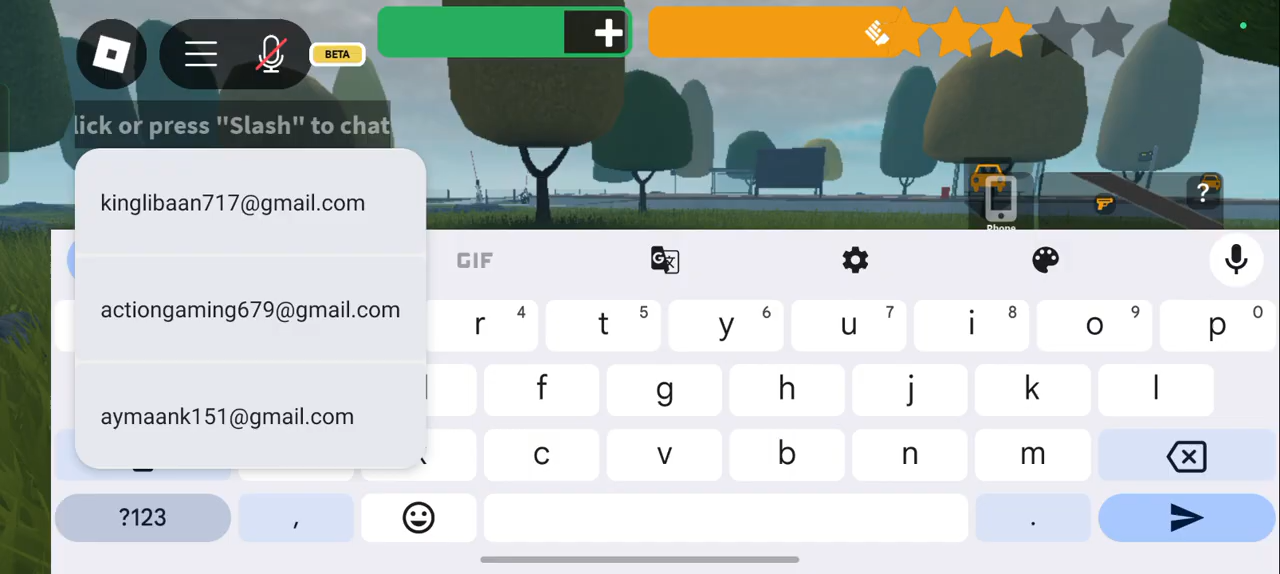 BETA
lick or press "Slash" to chat
kinglibaan717@gmail.com
actiongaming679@gmail.com
aymaank151@gmail.com
Phone
?
GIF
G
r 4 t 5 y 6 u 7 i 8 o 9 p 0
f g h j k l
c v b n m
?123 , .